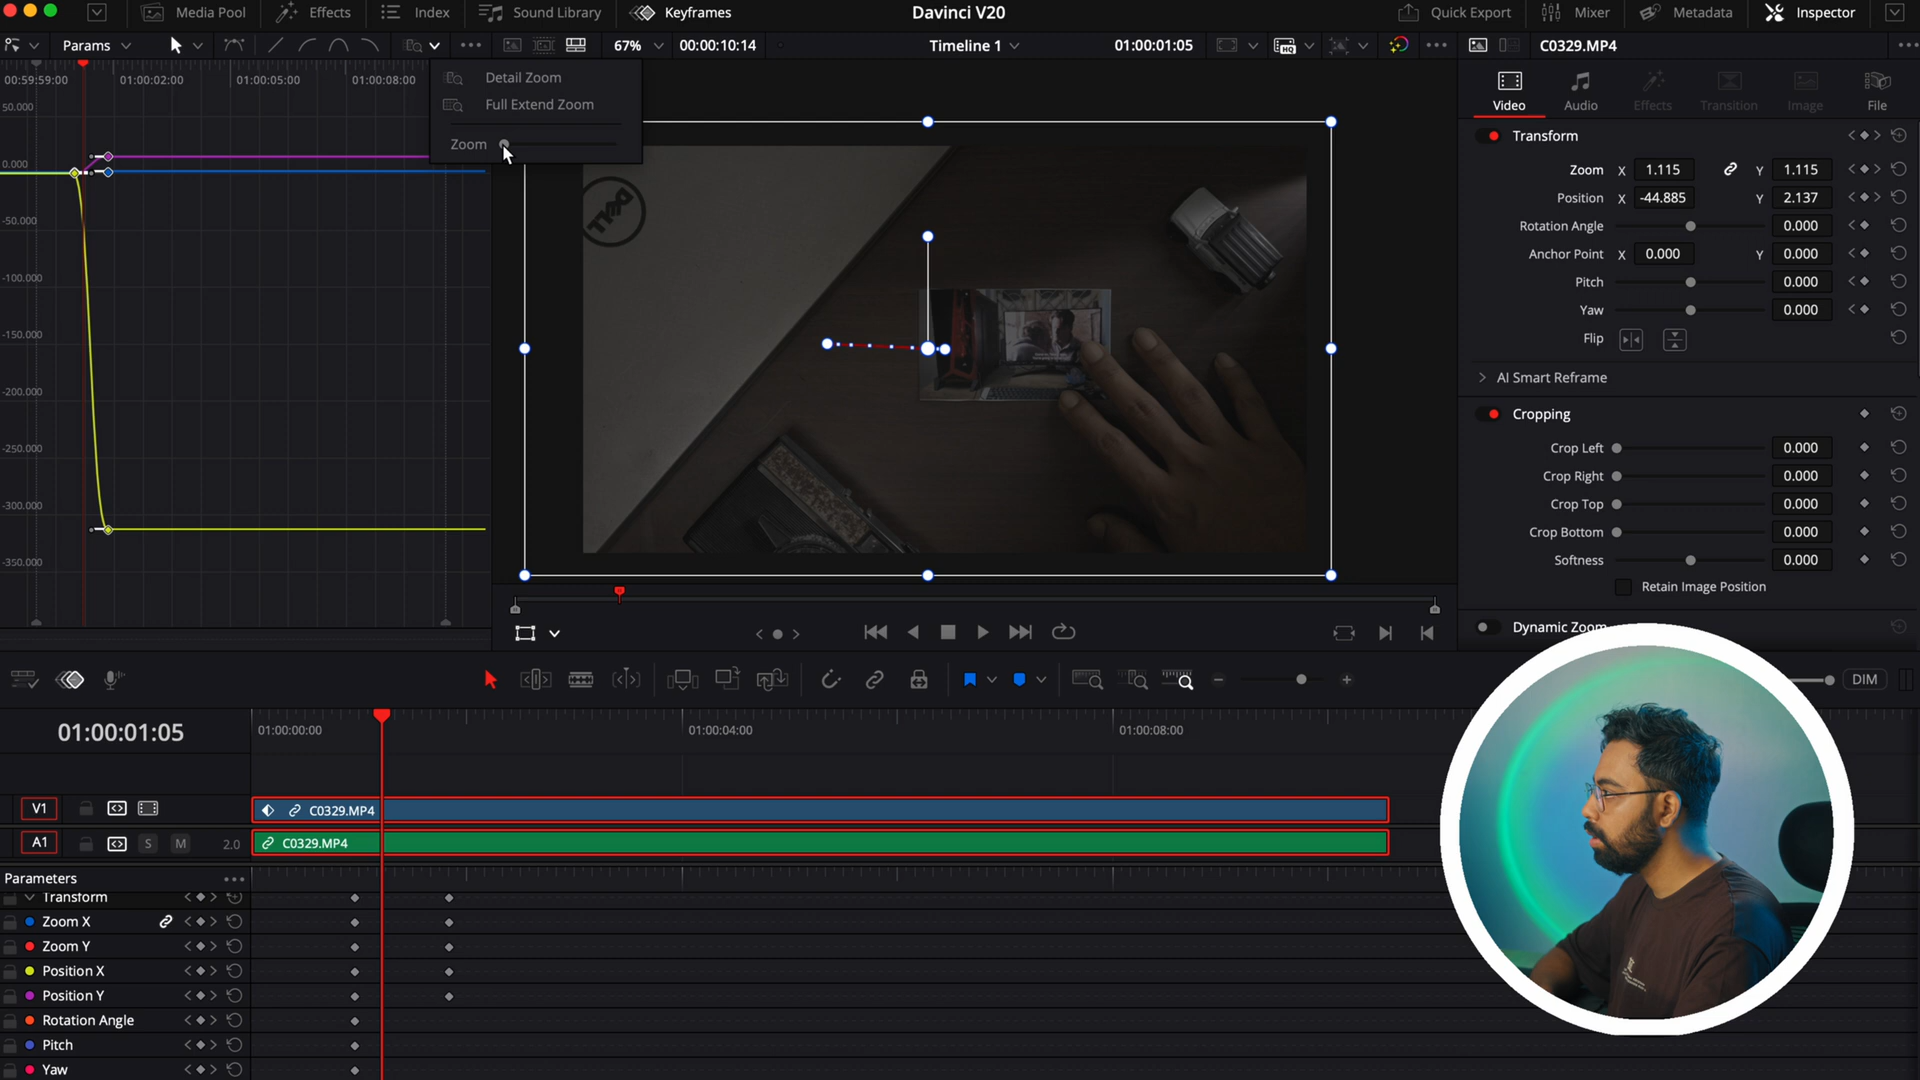 Media Pool
Effects
Index
Sound Library
Keyframes
Davinci V20
Quick Export
Mixer
Metadata
Inspector
Params
67%
00:00:10:14
Timeline 1
01:00:01:05
HQ
C0329.MP4
00:59:59:00
01:00:02:00
01:00:05:00
01:00:08:00
50.000
0.000
-50.000
-100.000
-150.000
-200.000
-250.000
-300.000
-350.000
Detail Zoom
Full Extend Zoom
Zoom
DELL
Video
Audio
Effects
Transition
Image
File
Transform
Zoom X 1.115 Y 1.115
Position X -44.885 Y 2.137
Rotation Angle 0.000
Anchor Point X 0.000 Y 0.000
Pitch 0.000
Yaw 0.000
Flip
AI Smart Reframe
Cropping
Crop Left 0.000
Crop Right 0.000
Crop Top 0.000
Crop Bottom 0.000
Softness 0.000
Retain Image Position
Dynamic Zoom
DIM
01:00:01:05
01:00:00:00
01:00:04:00
01:00:08:00
V1
C0329.MP4
A1
S
M
2.0
C0329.MP4
Parameters
Transform
Zoom X
Zoom Y
Position X
Position Y
Rotation Angle
Pitch
Yaw